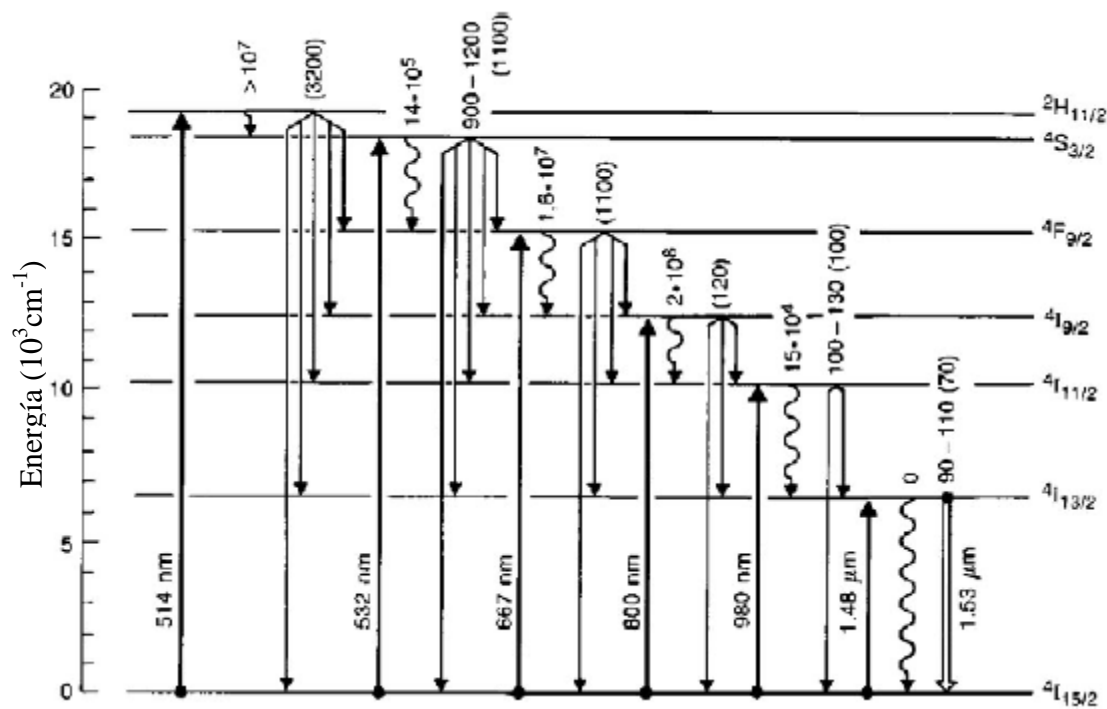 Energía (10³cm⁻¹)
20
15
10
5
0
>10⁷
(3200)
14•10⁵
900–1200
(1100)
1.6•10⁷
(1100)
2•10⁸
(120)
15•10⁴
100–130 (100)
0
90–110 (70)
514 nm
532 nm
667 nm
800 nm
980 nm
1.48 μm
1.53 μm
²H₁₁/₂
⁴S₃/₂
⁴F₉/₂
⁴I₉/₂
⁴I₁₁/₂
⁴I₁₃/₂
⁴I₁₅/₂